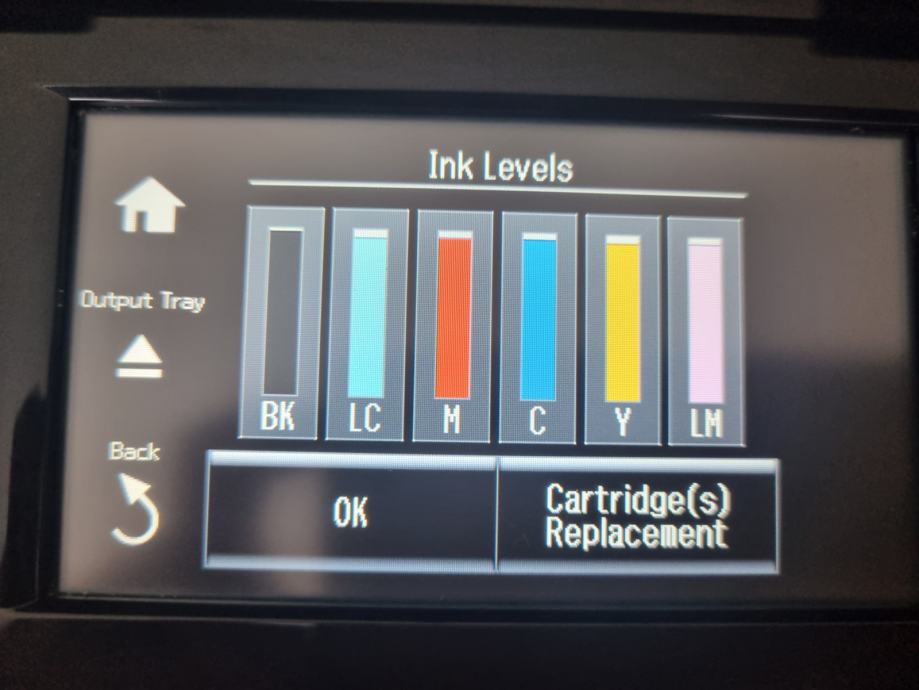 Ink Levels
Output Tray
BK LC M C Y LM
Back
OK
Cartridge(s)
Replacement